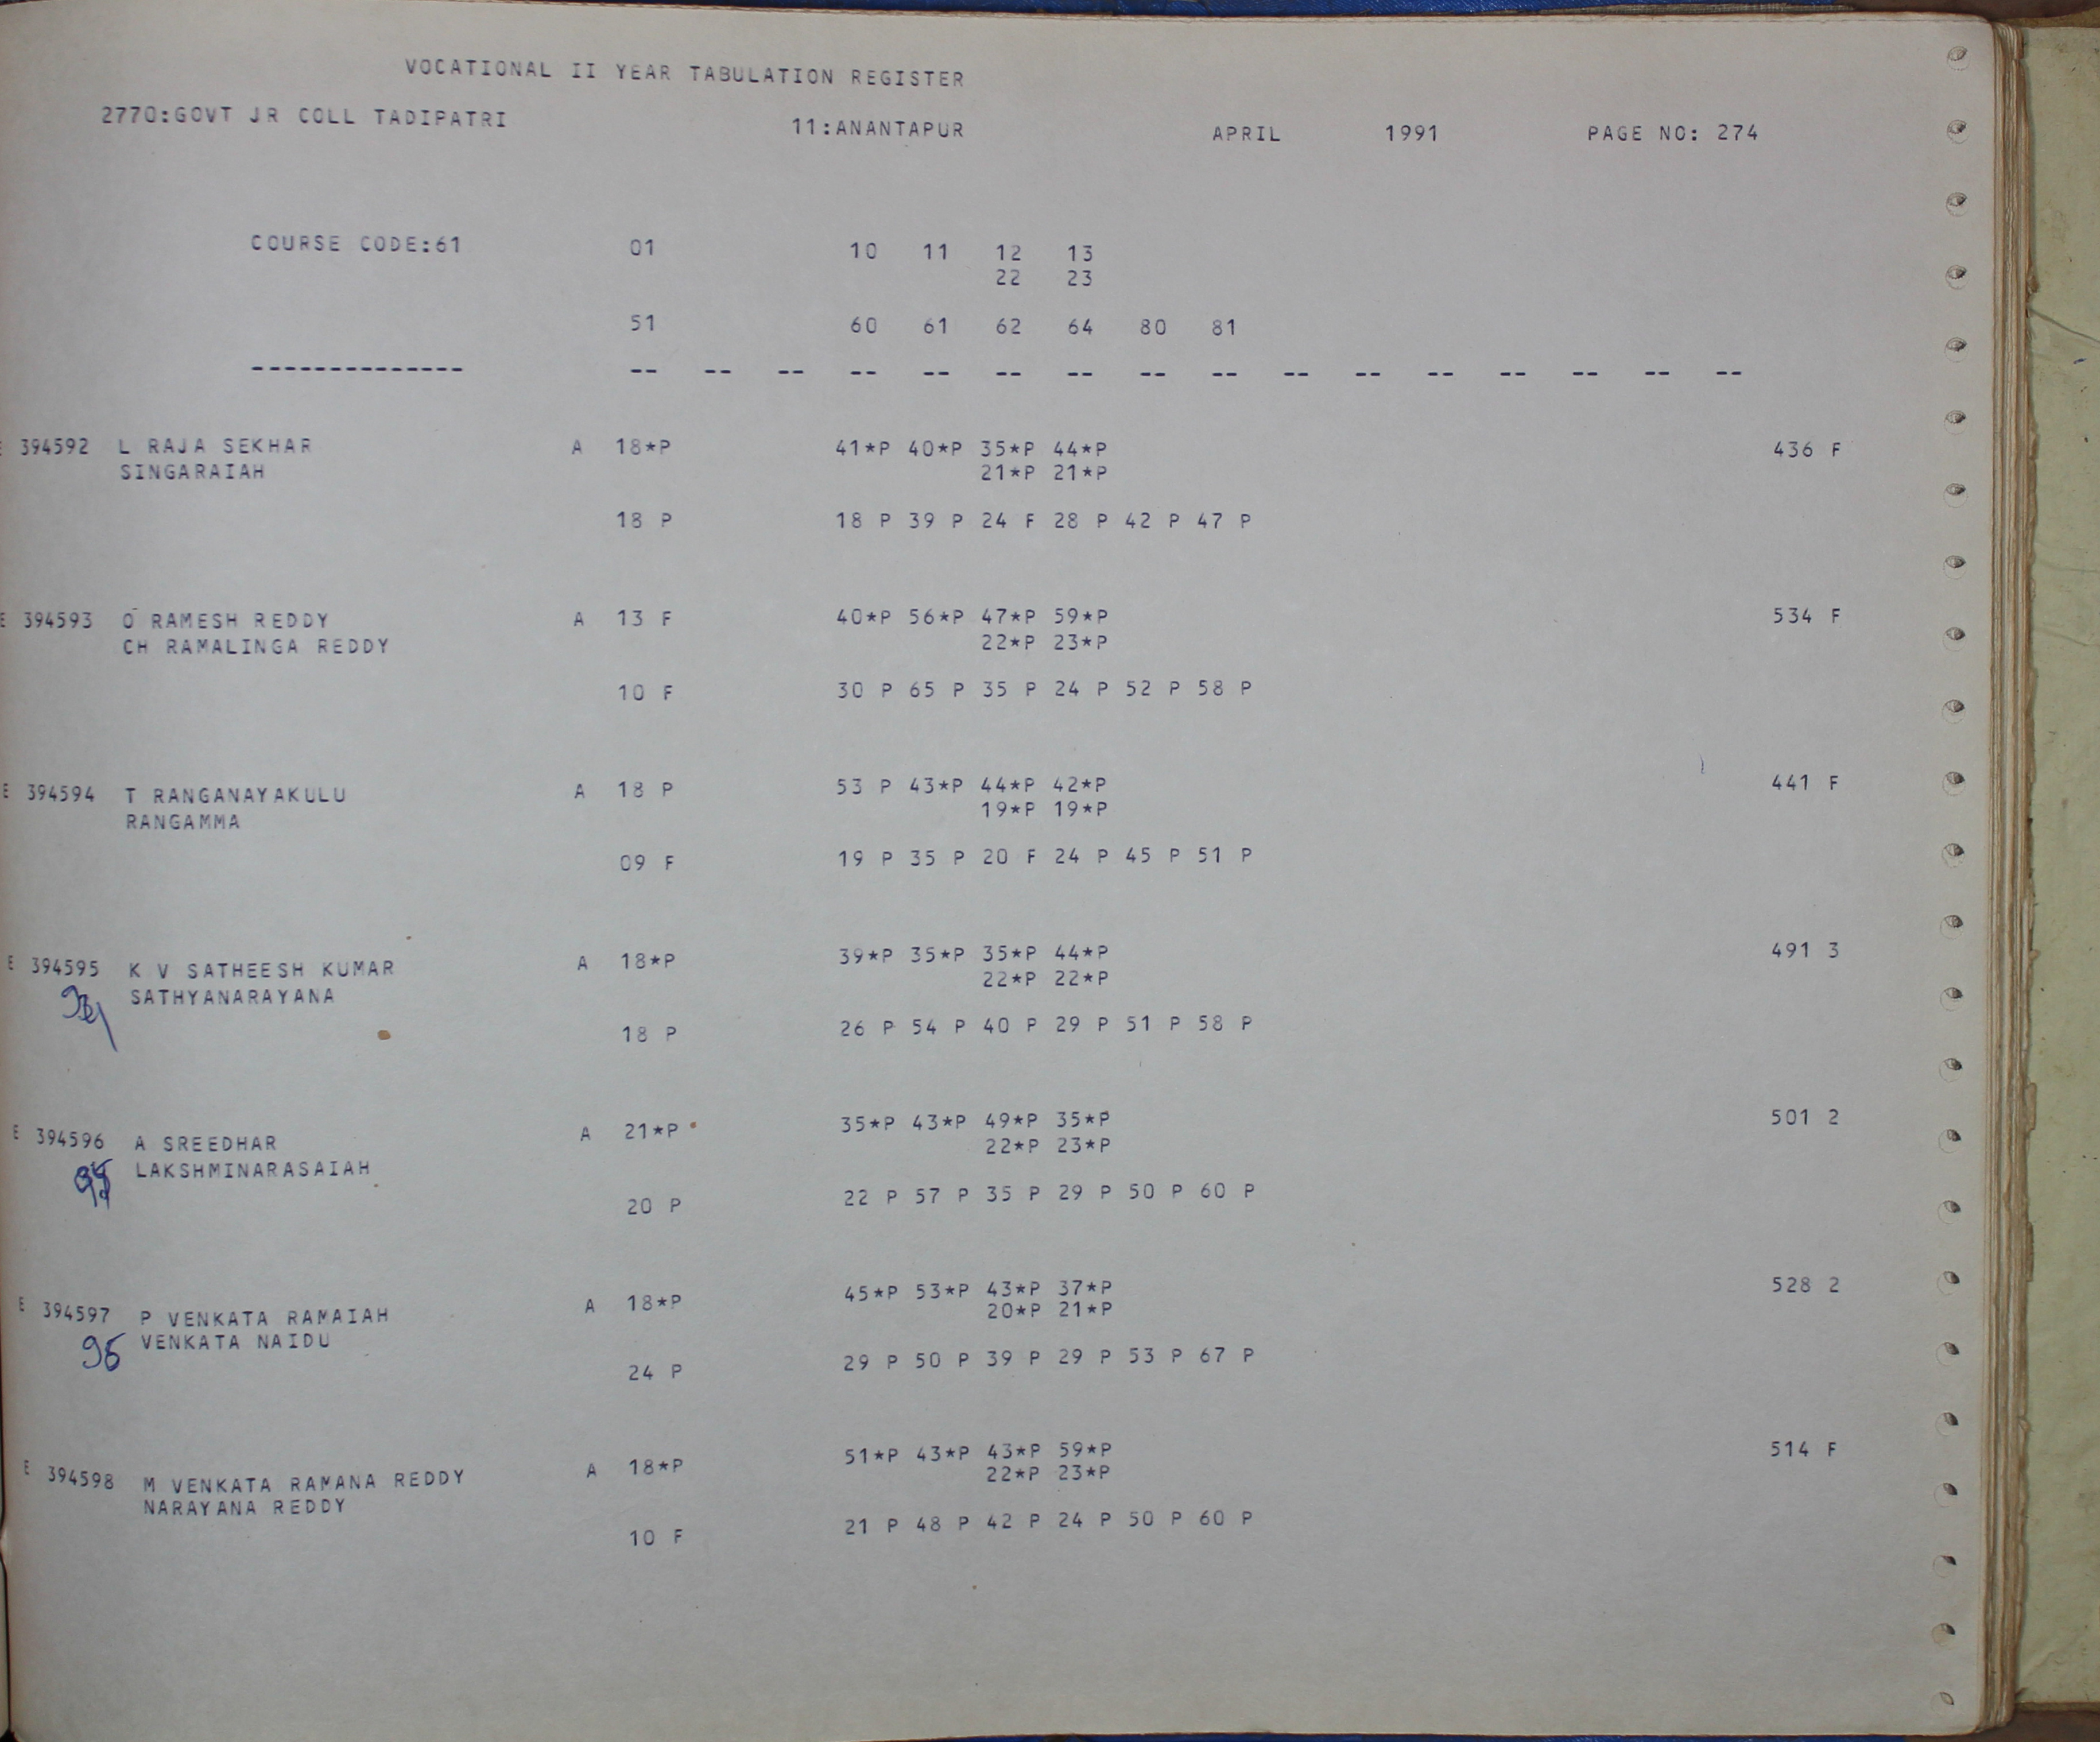 VOCATIONAL II YEAR TABULATION REGISTER
2770:GOVT JR COLL TADIPATRI 11:ANANTAPUR APRIL 1991 PAGE NO: 274
COURSE CODE:61 01 10 11 12 13
22 23
51 60 61 62 64 80 81
-------------- -- -- -- -- -- -- -- -- -- -- -- -- -- -- -- --
E 394592 L RAJA SEKHAR A 18*P 41*P 40*P 35*P 44*P 436 F
SINGARAIAH 21*P 21*P
18 P 18 P 39 P 24 F 28 P 42 P 47 P
E 394593 O RAMESH REDDY A 13 F 40*P 56*P 47*P 59*P 534 F
CH RAMALINGA REDDY 22*P 23*P
10 F 30 P 65 P 35 P 24 P 52 P 58 P
E 394594 T RANGANAYAKULU A 18 P 53 P 43*P 44*P 42*P 441 F
RANGAMMA 19*P 19*P
09 F 19 P 35 P 20 F 24 P 45 P 51 P
E 394595 K V SATHEESH KUMAR A 18*P 39*P 35*P 35*P 44*P 491 3
SATHYANARAYANA 22*P 22*P
18 P 26 P 54 P 40 P 29 P 51 P 58 P
E 394596 A SREEDHAR A 21*P 35*P 43*P 49*P 35*P 501 2
LAKSHMINARASAIAH 22*P 23*P
20 P 22 P 57 P 35 P 29 P 50 P 60 P
E 394597 P VENKATA RAMAIAH A 18*P 45*P 53*P 43*P 37*P 528 2
VENKATA NAIDU 20*P 21*P
24 P 29 P 50 P 39 P 29 P 53 P 67 P
E 394598 M VENKATA RAMANA REDDY A 18*P 51*P 43*P 43*P 59*P 514 F
NARAYANA REDDY 22*P 23*P
10 F 21 P 48 P 42 P 24 P 50 P 60 P